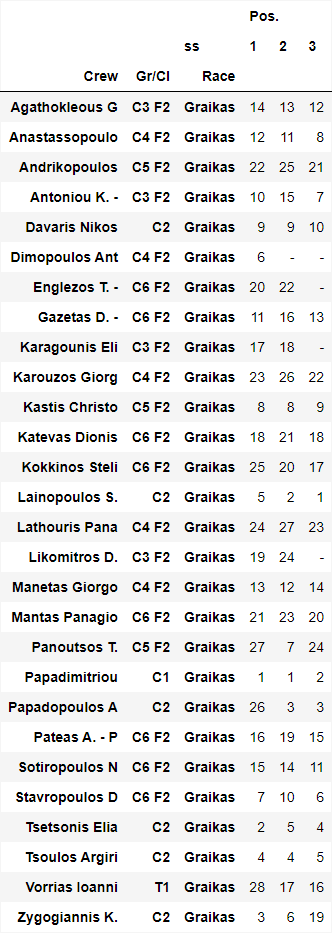 Pos.
ss 1 2 3
Crew Gr/Cl Race
Agathokleous G C3 F2 Graikas 14 13 12
Anastassopoulo C4 F2 Graikas 12 11 8
Andrikopoulos C5 F2 Graikas 22 25 21
Antoniou K. - C3 F2 Graikas 10 15 7
Davaris Nikos C2 Graikas 9 9 10
Dimopoulos Ant C4 F2 Graikas 6 - -
Englezos T. - C6 F2 Graikas 20 22 -
Gazetas D. - C6 F2 Graikas 11 16 13
Karagounis Eli C3 F2 Graikas 17 18 -
Karouzos Giorg C4 F2 Graikas 23 26 22
Kastis Christo C5 F2 Graikas 8 8 9
Katevas Dionis C6 F2 Graikas 18 21 18
Kokkinos Steli C6 F2 Graikas 25 20 17
Lainopoulos S. C2 Graikas 5 2 1
Lathouris Pana C4 F2 Graikas 24 27 23
Likomitros D. C3 F2 Graikas 19 24 -
Manetas Giorgo C4 F2 Graikas 13 12 14
Mantas Panagio C6 F2 Graikas 21 23 20
Panoutsos T. C5 F2 Graikas 27 7 24
Papadimitriou C1 Graikas 1 1 2
Papadopoulos A C2 Graikas 26 3 3
Pateas A. - P C6 F2 Graikas 16 19 15
Sotiropoulos N C6 F2 Graikas 15 14 11
Stavropoulos D C6 F2 Graikas 7 10 6
Tsetsonis Elia C2 Graikas 2 5 4
Tsoulos Argiri C2 Graikas 4 4 5
Vorrias Ioanni T1 Graikas 28 17 16
Zygogiannis K. C2 Graikas 3 6 19